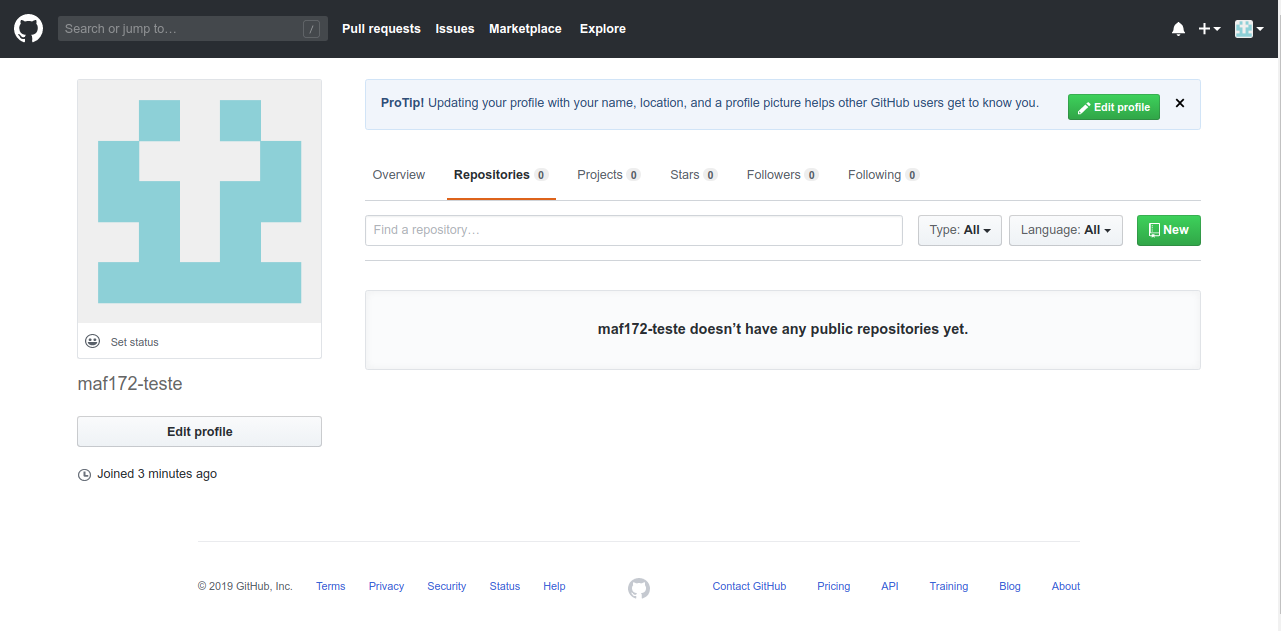 Search or jump to… /
Pull requests Issues Marketplace Explore
ProTip! Updating your profile with your name, location, and a profile picture helps other GitHub users get to know you.
Edit profile
Overview Repositories 0 Projects 0 Stars 0 Followers 0 Following 0
Find a repository…
Type: All
Language: All
New
maf172-teste doesn’t have any public repositories yet.
Set status
maf172-teste
Edit profile
Joined 3 minutes ago
© 2019 GitHub, Inc. Terms Privacy Security Status Help Contact GitHub Pricing API Training Blog About